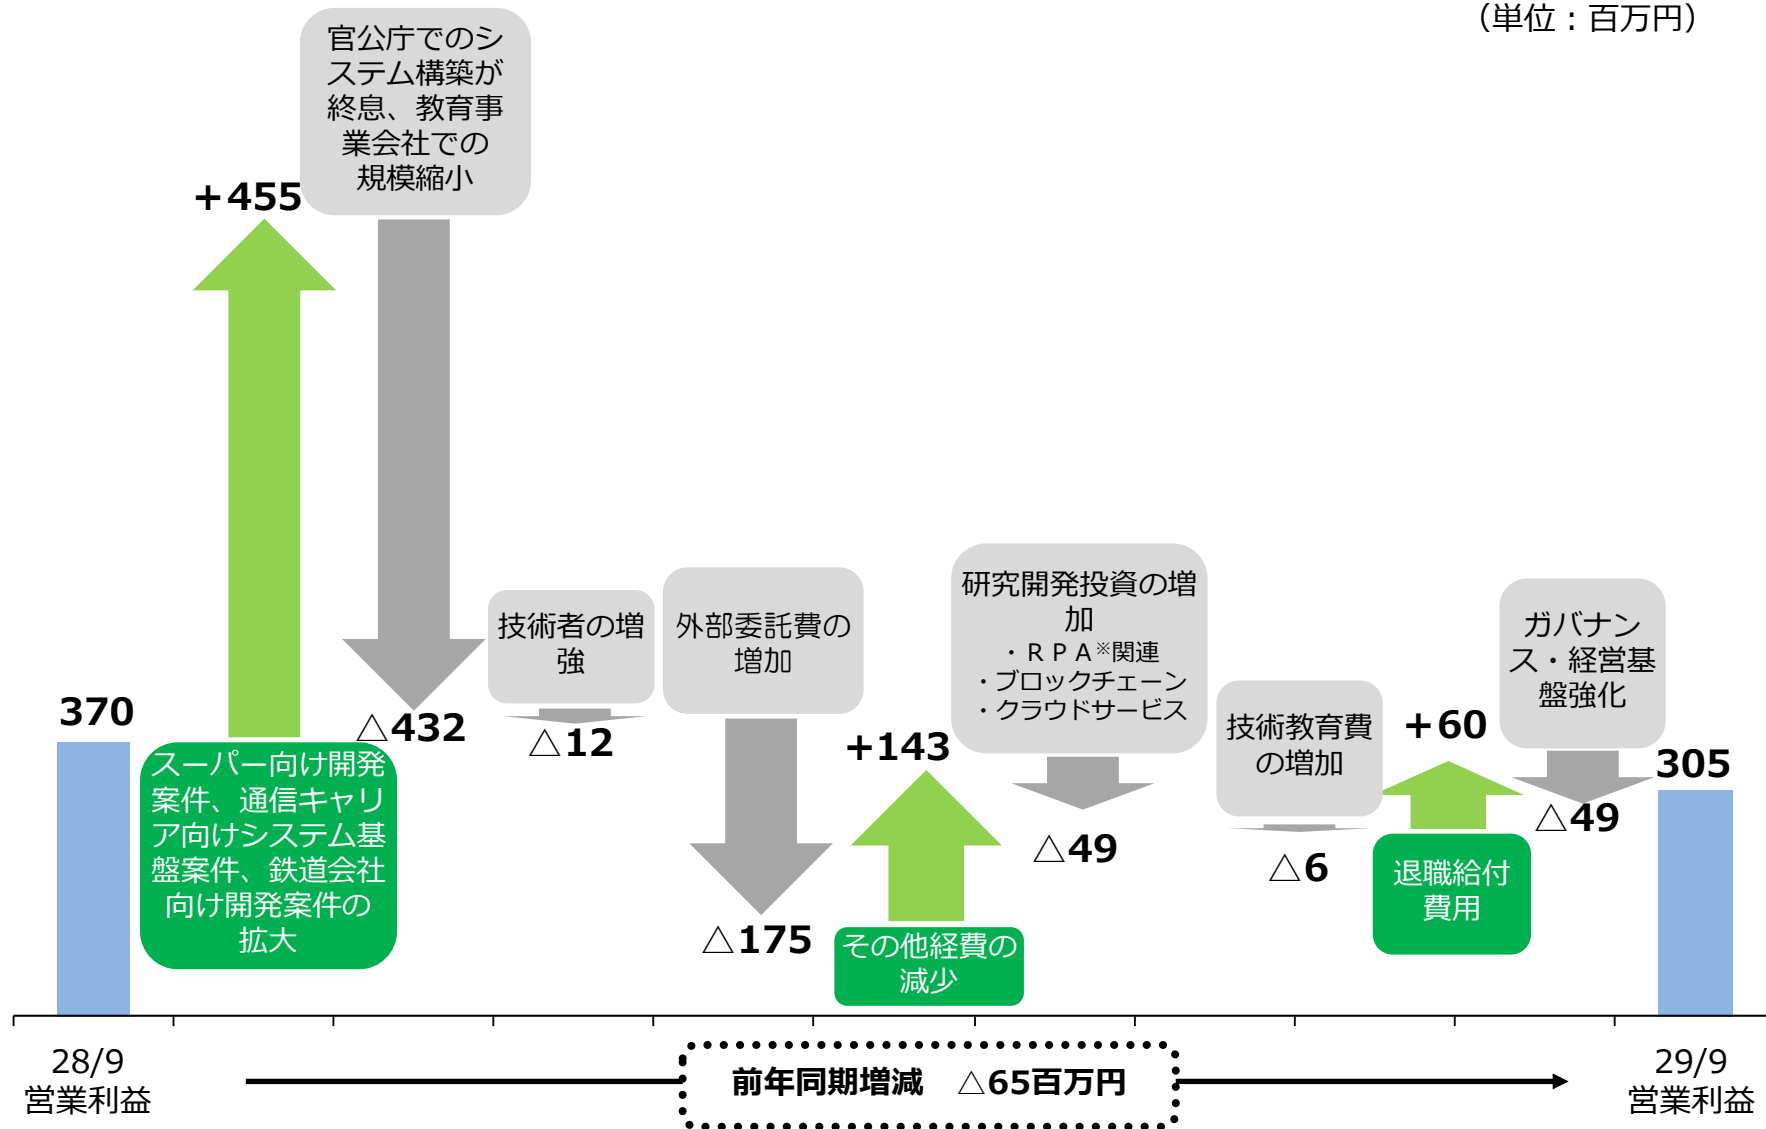 （単位：百万円）
官公庁でのシ
ステム構築が
終息、教育事
業会社での
規模縮小
+455
370
スーパー向け開発
案件、通信キャリ
ア向けシステム基
盤案件、鉄道会社
向け開発案件の
拡大
△432
技術者の増
強
△12
外部委託費の
増加
△175
+143
その他経費の
減少
研究開発投資の増
加
・ＲＰＡ※関連
・ブロックチェーン
・クラウドサービス
△49
技術教育費
の増加
△6
+60
退職給付
費用
ガバナン
ス・経営基
盤強化
△49
305
28/9
営業利益
前年同期増減　△65百万円
29/9
営業利益